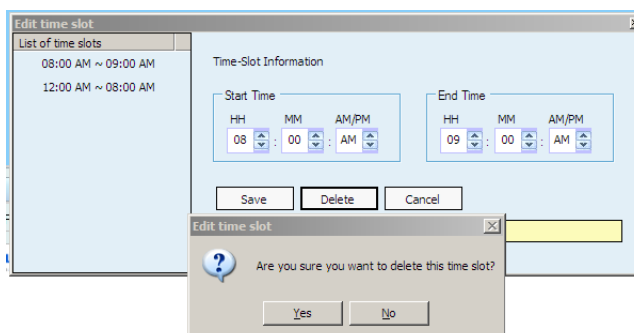 Edit time slot
List of time slots
08:00 AM ~ 09:00 AM
12:00 AM ~ 08:00 AM
Time-Slot Information
Start Time
End Time
HH MM AM/PM
HH MM AM/PM
08 : 00 : AM
09 : 00 : AM
Save Delete Cancel
Edit time slot
Are you sure you want to delete this time slot?
Yes No